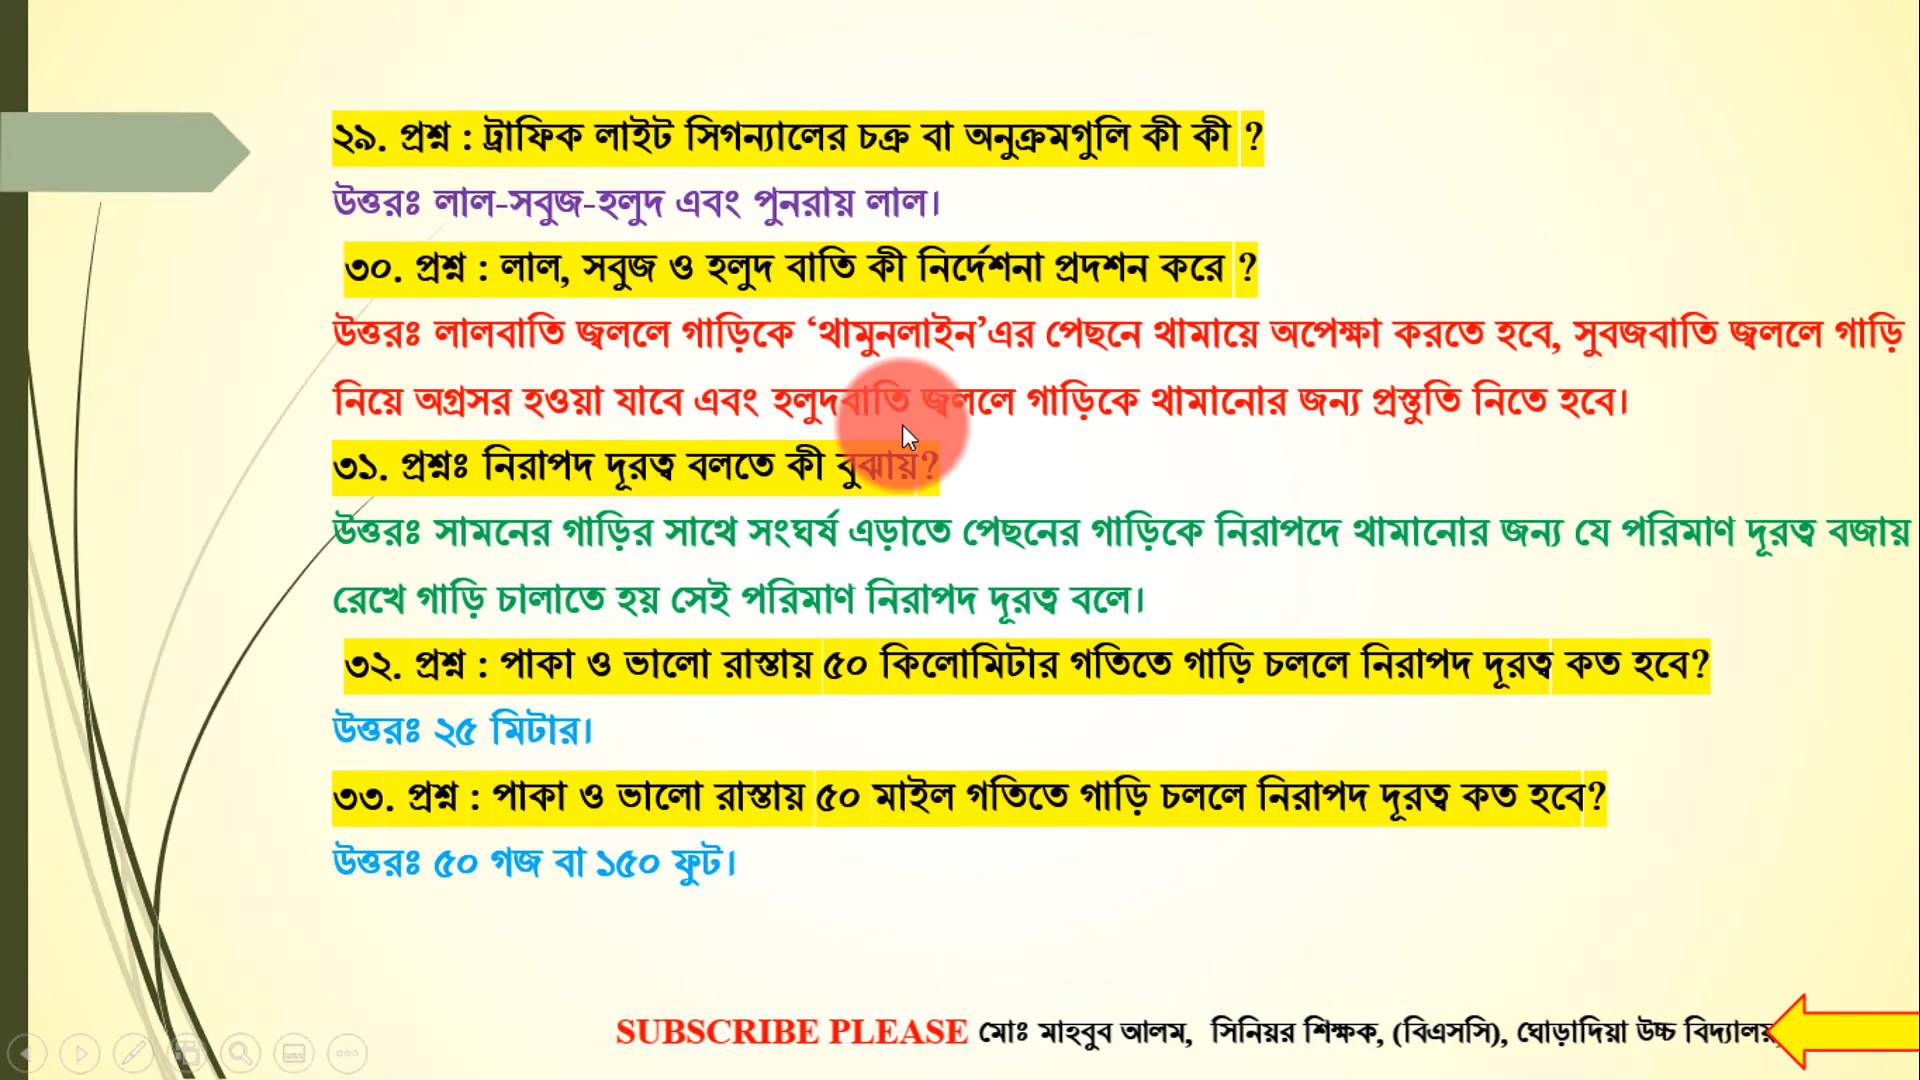 ২৯. প্রশ্ন : ট্রাফিক লাইট সিগন্যালের চক্র বা অনুক্রমগুলি কী কী ?
উত্তরঃ লাল-সবুজ-হলুদ এবং পুনরায় লাল।
৩০. প্রশ্ন : লাল, সবুজ ও হলুদ বাতি কী নির্দেশনা প্রদশন করে ?
উত্তরঃ লালবাতি জ্বললে গাড়িকে ‘থামুনলাইন’এর পেছনে থামায়ে অপেক্ষা করতে হবে, সুবজবাতি জ্বললে গাড়ি
নিয়ে অগ্রসর হওয়া যাবে এবং হলুদবাতি জ্বললে গাড়িকে থামানোর জন্য প্রস্তুতি নিতে হবে।
৩১. প্রশ্নঃ নিরাপদ দূরত্ব বলতে কী বুঝায়?
উত্তরঃ সামনের গাড়ির সাথে সংঘর্ষ এড়াতে পেছনের গাড়িকে নিরাপদে থামানোর জন্য যে পরিমাণ দূরত্ব বজায়
রেখে গাড়ি চালাতে হয় সেই পরিমাণ নিরাপদ দূরত্ব বলে।
৩২. প্রশ্ন : পাকা ও ভালো রাস্তায় ৫০ কিলোমিটার গতিতে গাড়ি চললে নিরাপদ দূরত্ব কত হবে?
উত্তরঃ ২৫ মিটার।
৩৩. প্রশ্ন : পাকা ও ভালো রাস্তায় ৫০ মাইল গতিতে গাড়ি চললে নিরাপদ দূরত্ব কত হবে?
উত্তরঃ ৫০ গজ বা ১৫০ ফুট।
SUBSCRIBE PLEASE মোঃ মাহবুব আলম, সিনিয়র শিক্ষক, (বিএসসি), ঘোড়াদিয়া উচ্চ বিদ্যালয়,